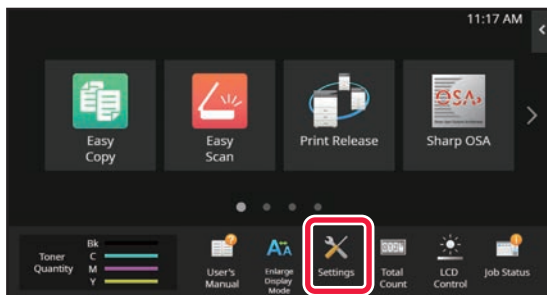 11:17 AM
OSA
Easy
Copy
Easy
Scan
Print Release
Sharp OSA
Toner
Quantity
Bk
C
M
Y
User's
Manual
Enlarge
Display
Mode
Settings
Total
Count
LCD
Control
Job Status